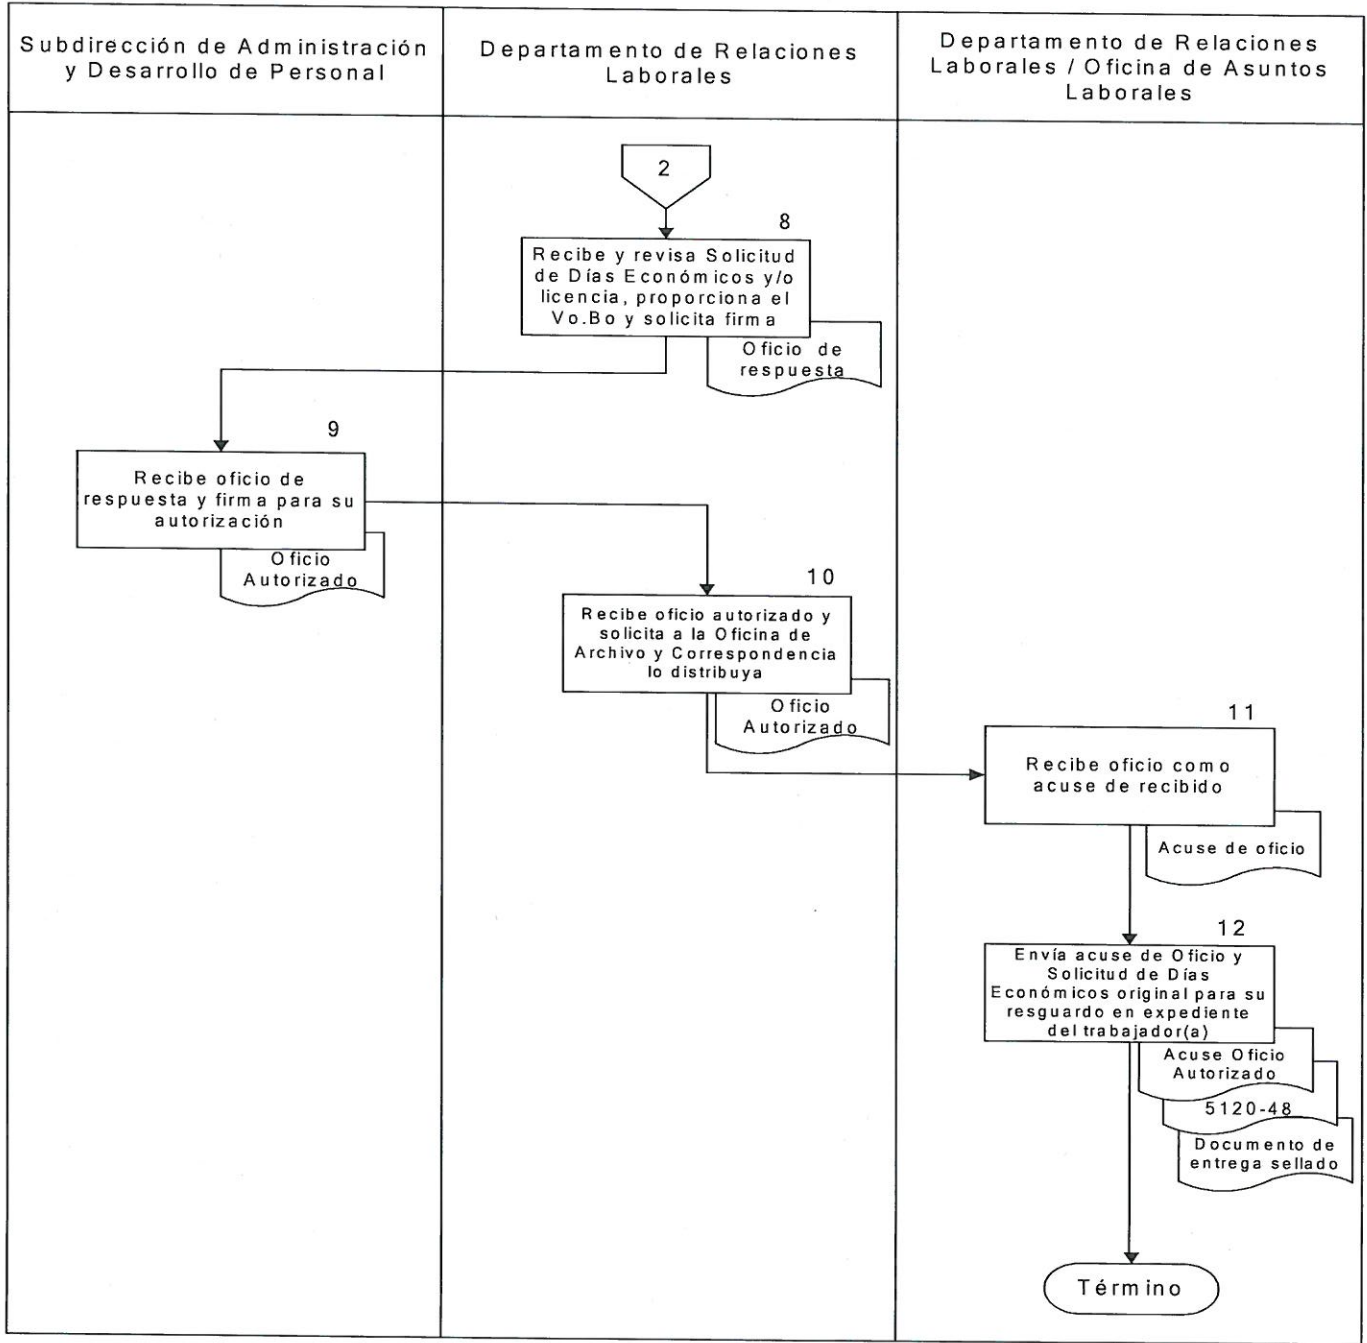 Subdirección de Administración
y Desarrollo de Personal
Departamento de Relaciones
Laborales
Departamento de Relaciones
Laborales / Oficina de Asuntos
Laborales
2
8
Recibe y revisa Solicitud
de Días Económicos y/o
licencia, proporciona el
Vo.Bo y solicita firma
Oficio de
respuesta
9
Recibe oficio de
respuesta y firma para su
autorización
Oficio
Autorizado
10
Recibe oficio autorizado y
solicita a la Oficina de
Archivo y Correspondencia
lo distribuya
Oficio
Autorizado
11
Recibe oficio como
acuse de recibido
Acuse de oficio
12
Envía acuse de Oficio y
Solicitud de Días
Económicos original para su
resguardo en expediente
del trabajador(a)
Acuse Oficio
Autorizado
5120-48
Documento de
entrega sellado
Término